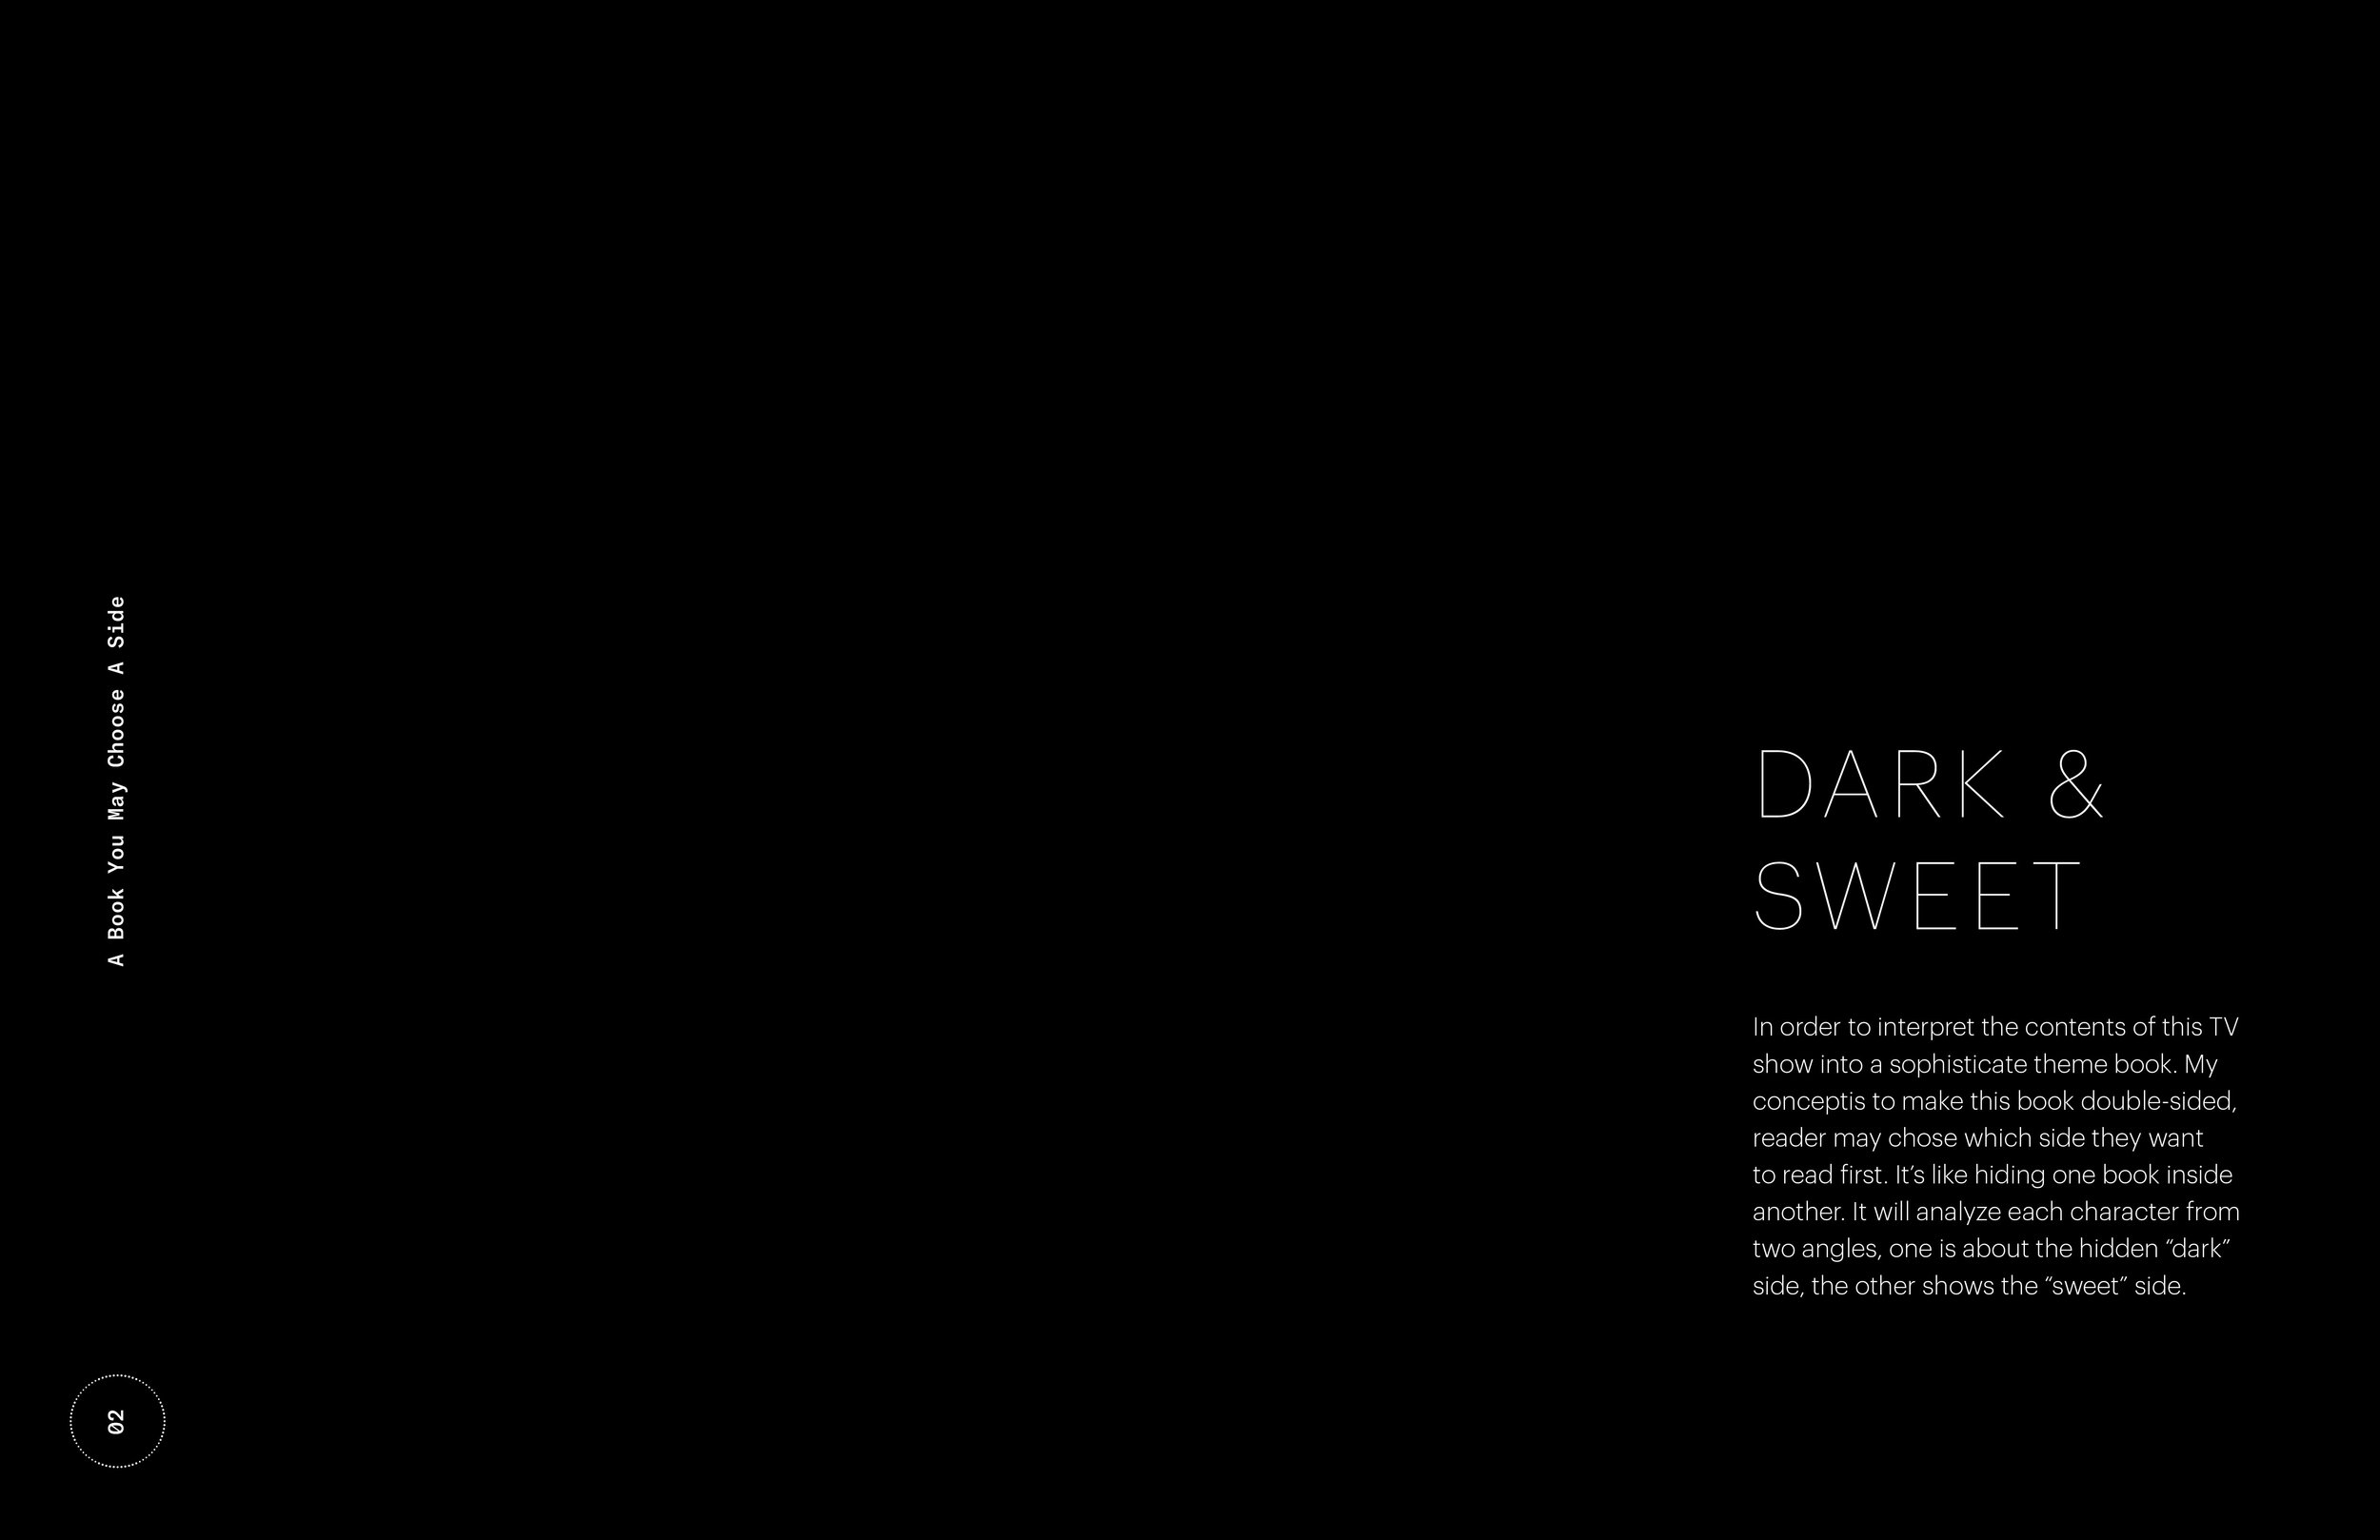 A Book You May Choose A Side
02
DARK &
SWEET
In order to interpret the contents of this TV
show into a sophisticate theme book. My
conceptis to make this book double-sided,
reader may chose which side they want
to read first. It’s like hiding one book inside
another. It will analyze each character from
two angles, one is about the hidden “dark”
side, the other shows the “sweet” side.